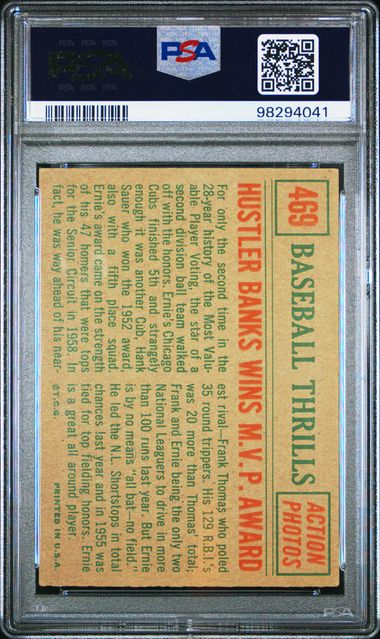 PSA
98294041
469 BASEBALL THRILLS ACTION PHOTOS
HUSTLER BANKS WINS M.V.P. AWARD
For only the second time in the
28-year history of the Most Valu-
able Player Voting, the star of a
second division ball team walked
off with the honors. Ernie's Chicago
Cubs finished 5th and strangely
enough it was another Cub, Hank
Sauer who won the 1952 award,
also with a fifth place squad.
Ernie's award came on the strength
of his 47 homers that were tops
for the Senior Circuit in 1958. In
fact, he was way ahead of his near-
est rival—Frank Thomas who poled
35 round trippers. His 129 R.B.I.'s
was 20 more than Thomas' total;
Frank and Ernie being the only two
National Leaguers to drive in more
than 100 runs last year. But Ernie
is by no means "all bat—no field."
He led the N.L. Shortstops in total
chances last year and in 1955 was
tied for top fielding honors. Ernie
is a great all around player.
©T.C.G. PRINTED IN U.S.A.